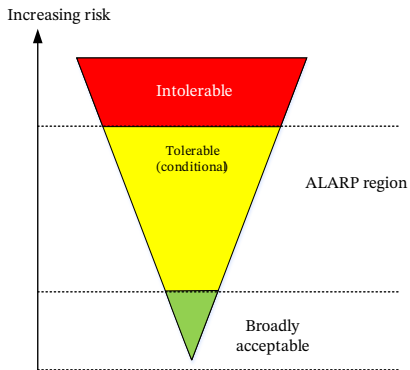 Increasing risk
Intolerable
Tolerable
(conditional)
ALARP region
Broadly
acceptable